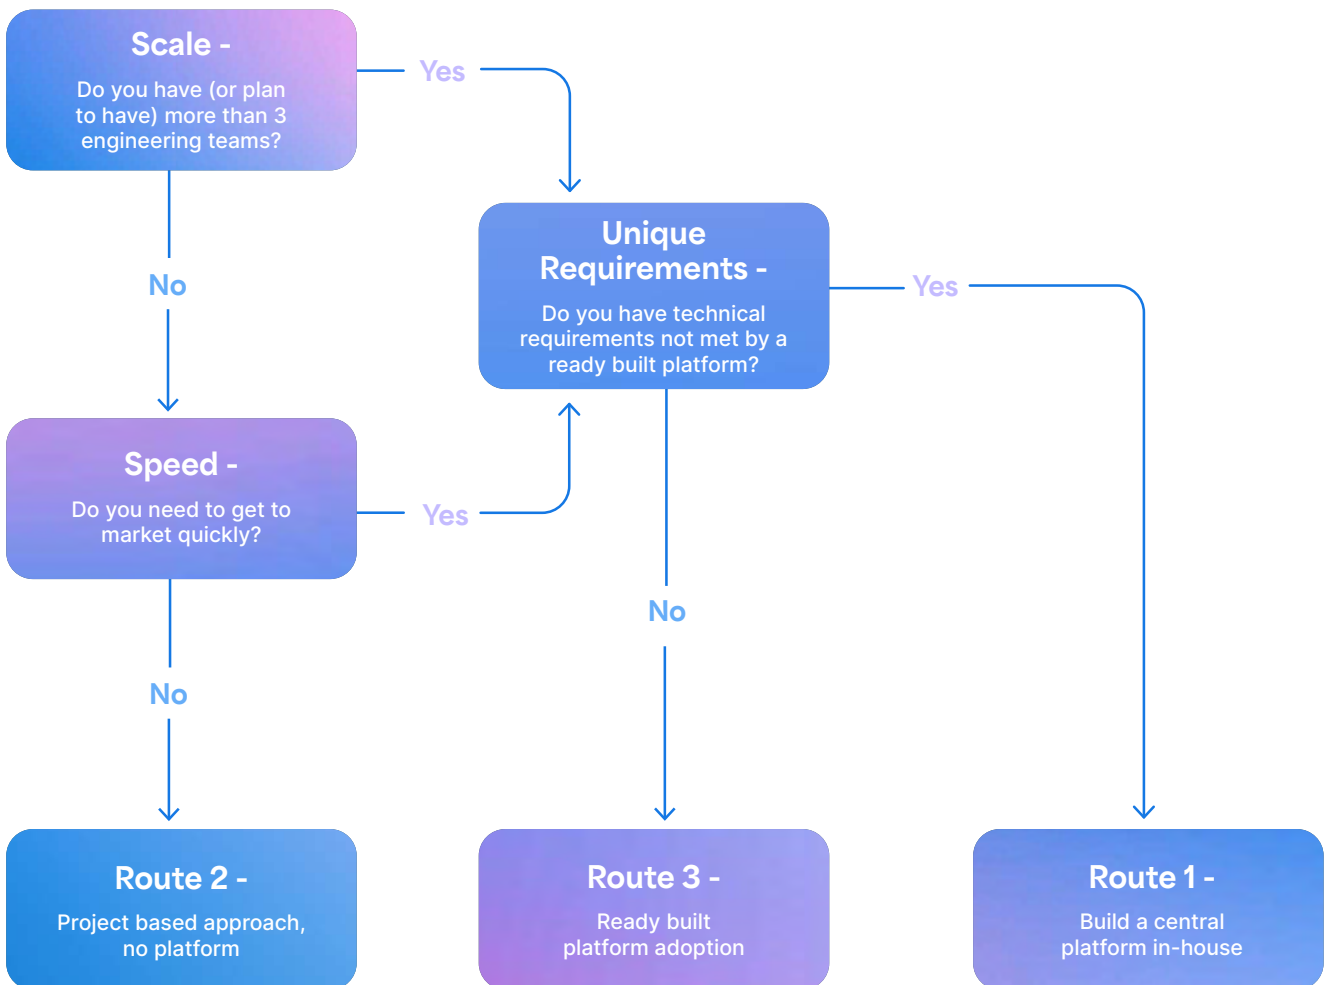 Scale -
Do you have (or plan
to have) more than 3
engineering teams?
Yes
No
Unique
Requirements -
Do you have technical
requirements not met by a
ready built platform?
Yes
Speed -
Do you need to get to
market quickly?
Yes
No
No
Route 2 -
Project based approach,
no platform
Route 3 -
Ready built
platform adoption
Route 1 -
Build a central
platform in-house